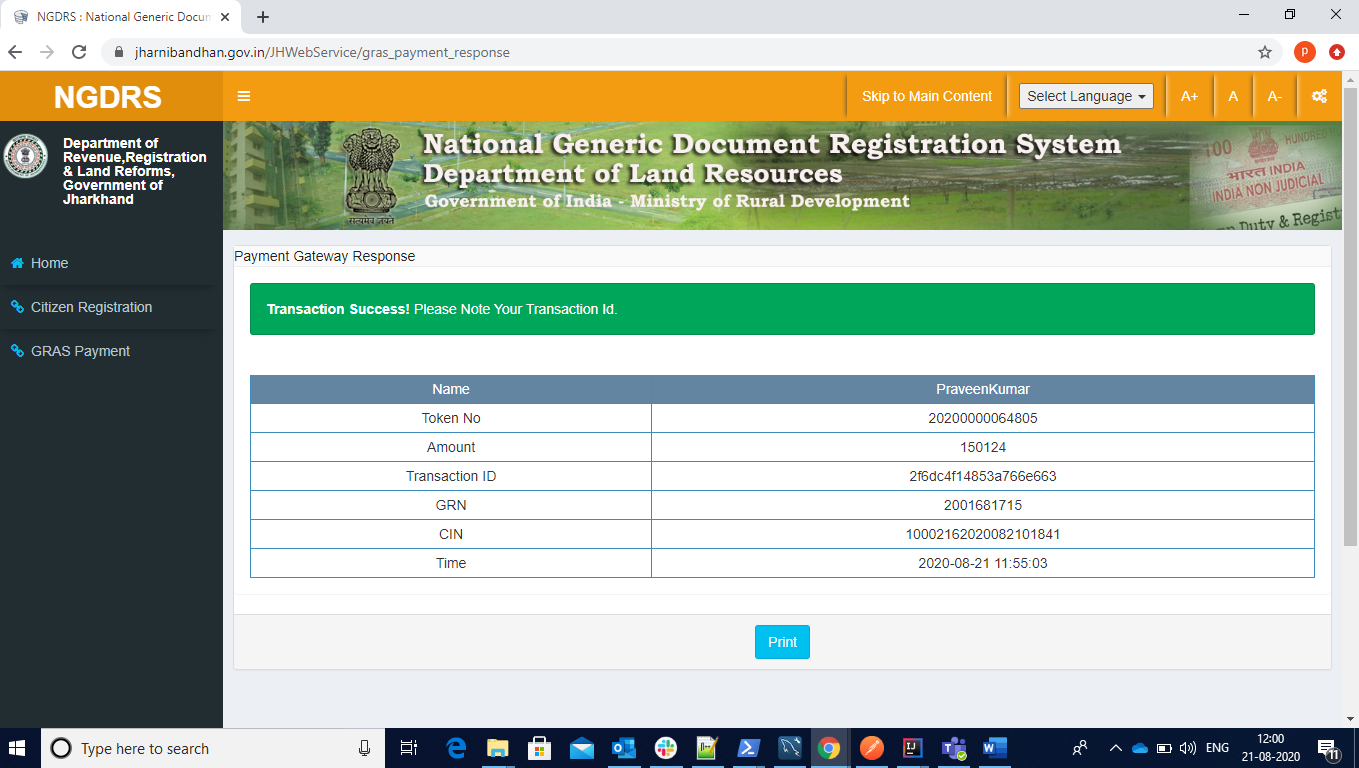 NGDRS : National Generic Docum
jharnibandhan.gov.in/JHWebService/gras_payment_response
P
NGDRS
Skip to Main Content
Select Language
A+
A
A-
Department of
Revenue,Registration
& Land Reforms,
Government of
Jharkhand
सत्यमेव जयते
National Generic Document Registration System
Department of Land Resources
Government of India - Ministry of Rural Development
100
HUNDRED
भारत INDIA
INDIA NON JUDICIAL
Duty & Regist
Home
Citizen Registration
GRAS Payment
Payment Gateway Response
Transaction Success! Please Note Your Transaction Id.
Name PraveenKumar
Token No 20200000064805
Amount 150124
Transaction ID 2f6dc4f14853a766e663
GRN 2001681715
CIN 10002162020082101841
Time 2020-08-21 11:55:03
Print
Type here to search
ENG
12:00
21-08-2020
11